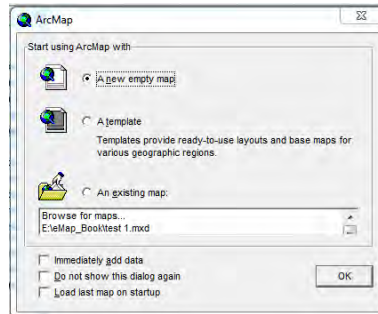 ArcMap
Start using ArcMap with
A new empty map
A template
Templates provide ready-to-use layouts and base maps for
various geographic regions.
An existing map:
Browse for maps...
E:\eMap_Book\test 1.mxd
Immediately add data
Do not show this dialog again
OK
Load last map on startup